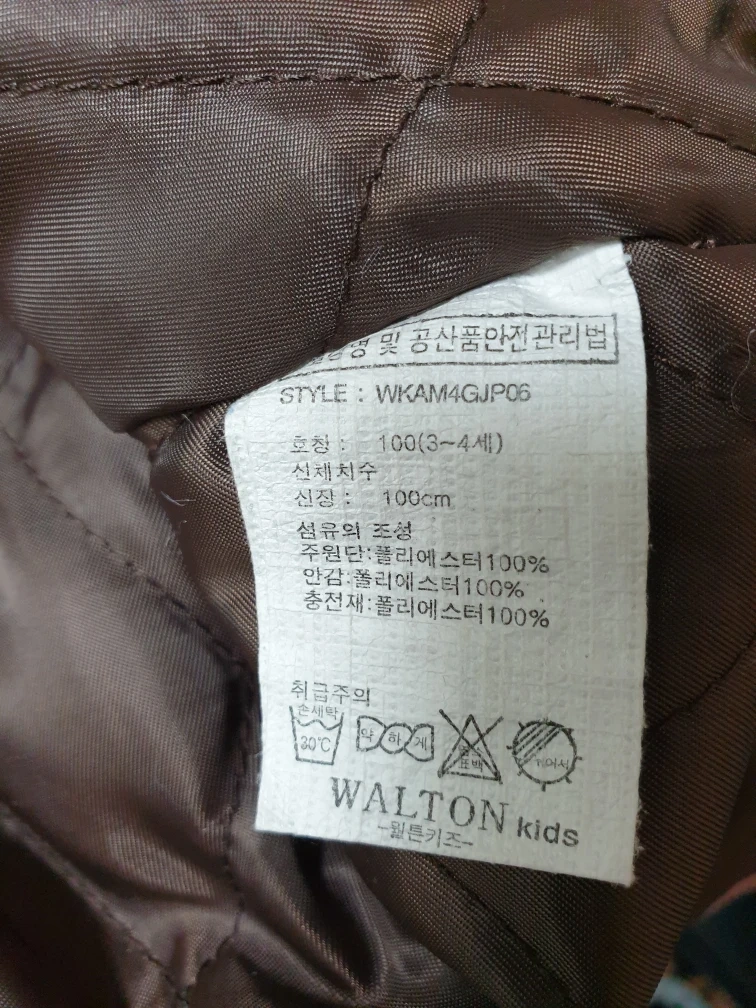 및 공산품안전관리법
STYLE : WKAM4GJP06
호칭 : 100(3~4세)
신체치수
신장 : 100cm
섬유의 조성
주원단:폴리에스터100%
안감:폴리에스터100%
충전재:폴리에스터100%
취급주의
손세탁
30℃ 약 하 게 표백
WALTON kids
-월튼키즈-